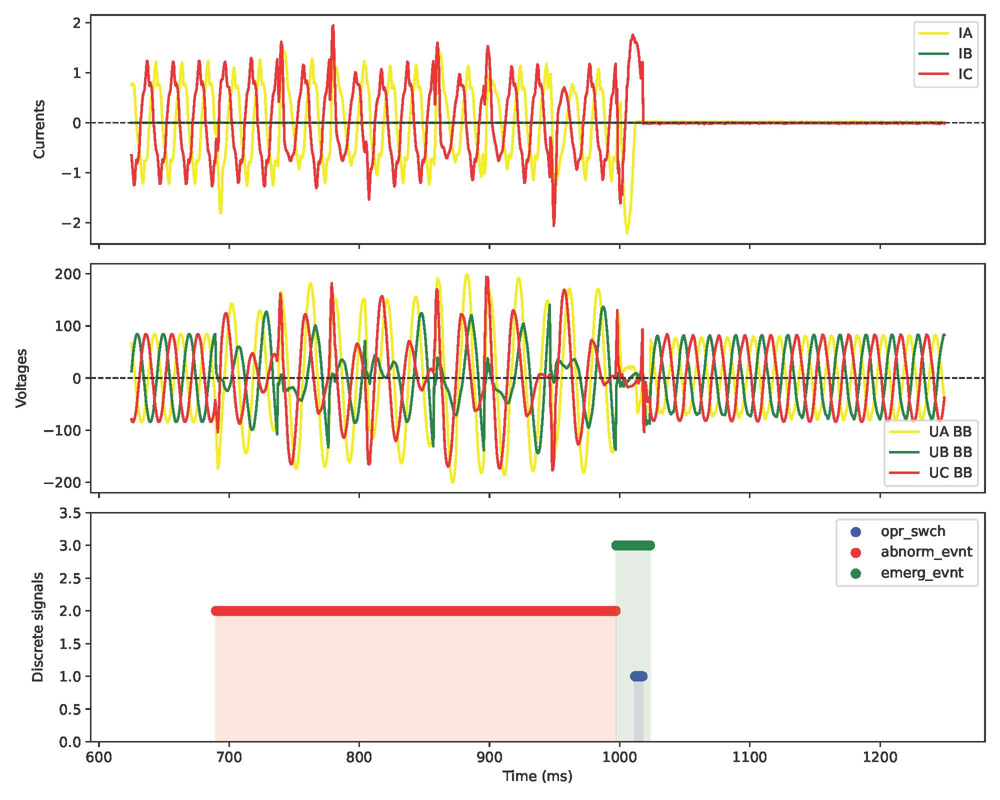 2
1
0
−1
−2
Currents
IA
IB
IC
200
100
0
−100
−200
Voltages
UA BB
UB BB
UC BB
3.5
3.0
2.5
2.0
1.5
1.0
0.5
0.0
Discrete signals
opr_swch
abnorm_evnt
emerg_evnt
600 700 800 900 1000 1100 1200
Time (ms)